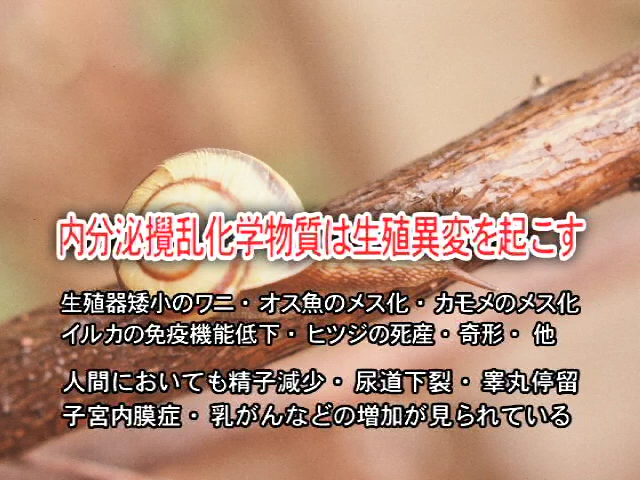 内分泌攪乱化学物質は生殖異変を起こす
生殖器矮小のワニ・オス魚のメス化・カモメのメス化
イルカの免疫機能低下・ヒツジの死産・奇形・他
人間においても精子減少・尿道下裂・睾丸停留
子宮内膜症・乳がんなどの増加が見られている